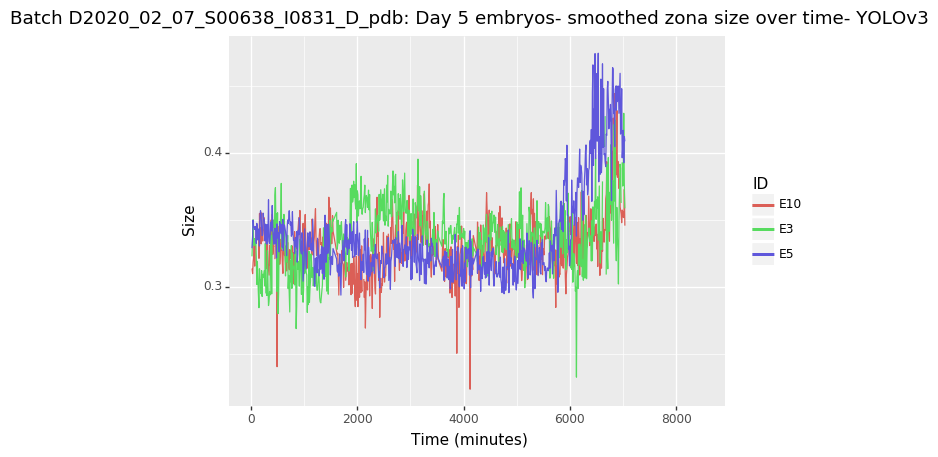 Batch D2020_02_07_S00638_I0831_D_pdb: Day 5 embryos- smoothed zona size over time- YOLOv3
0.4
0.3
Size
0
2000
4000
6000
8000
Time (minutes)
ID
E10
E3
E5